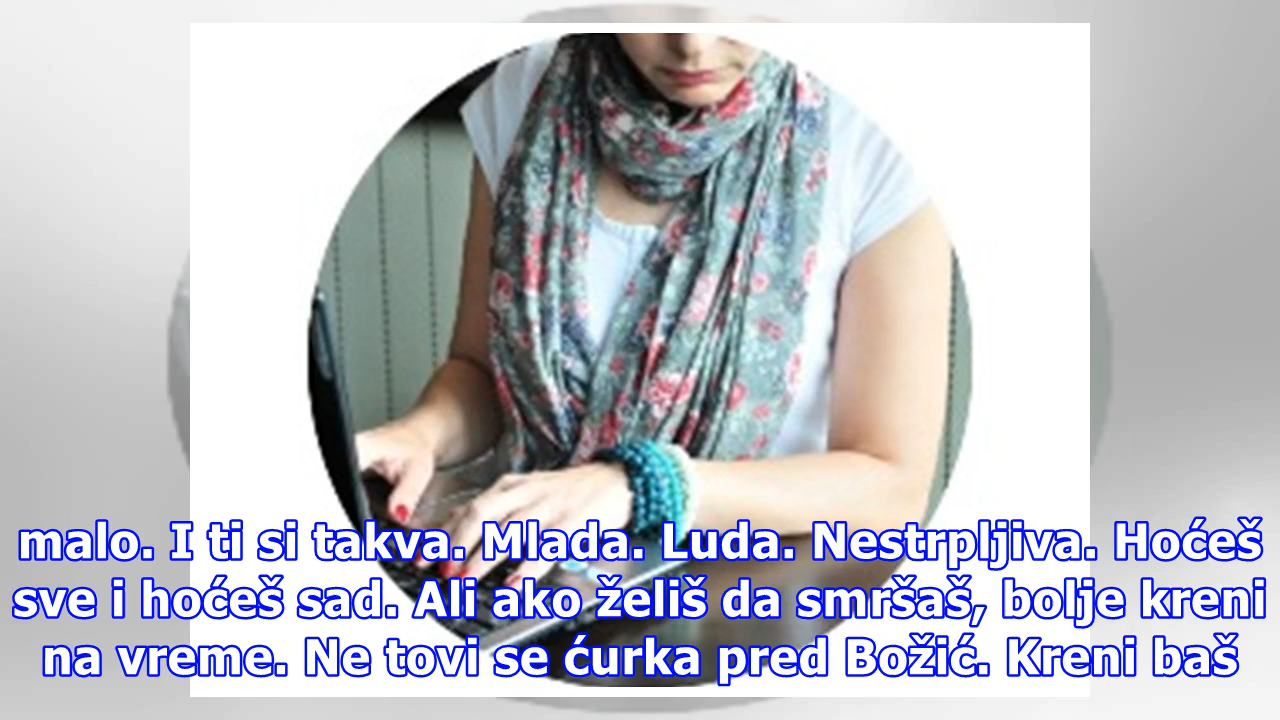 malo. I ti si takva. Mlada. Luda. Nestrpljiva. Hoćeš
sve i hoćeš sad. Ali ako želiš da smršaš, bolje kreni
na vreme. Ne tovi se ćurka pred Božić. Kreni baš